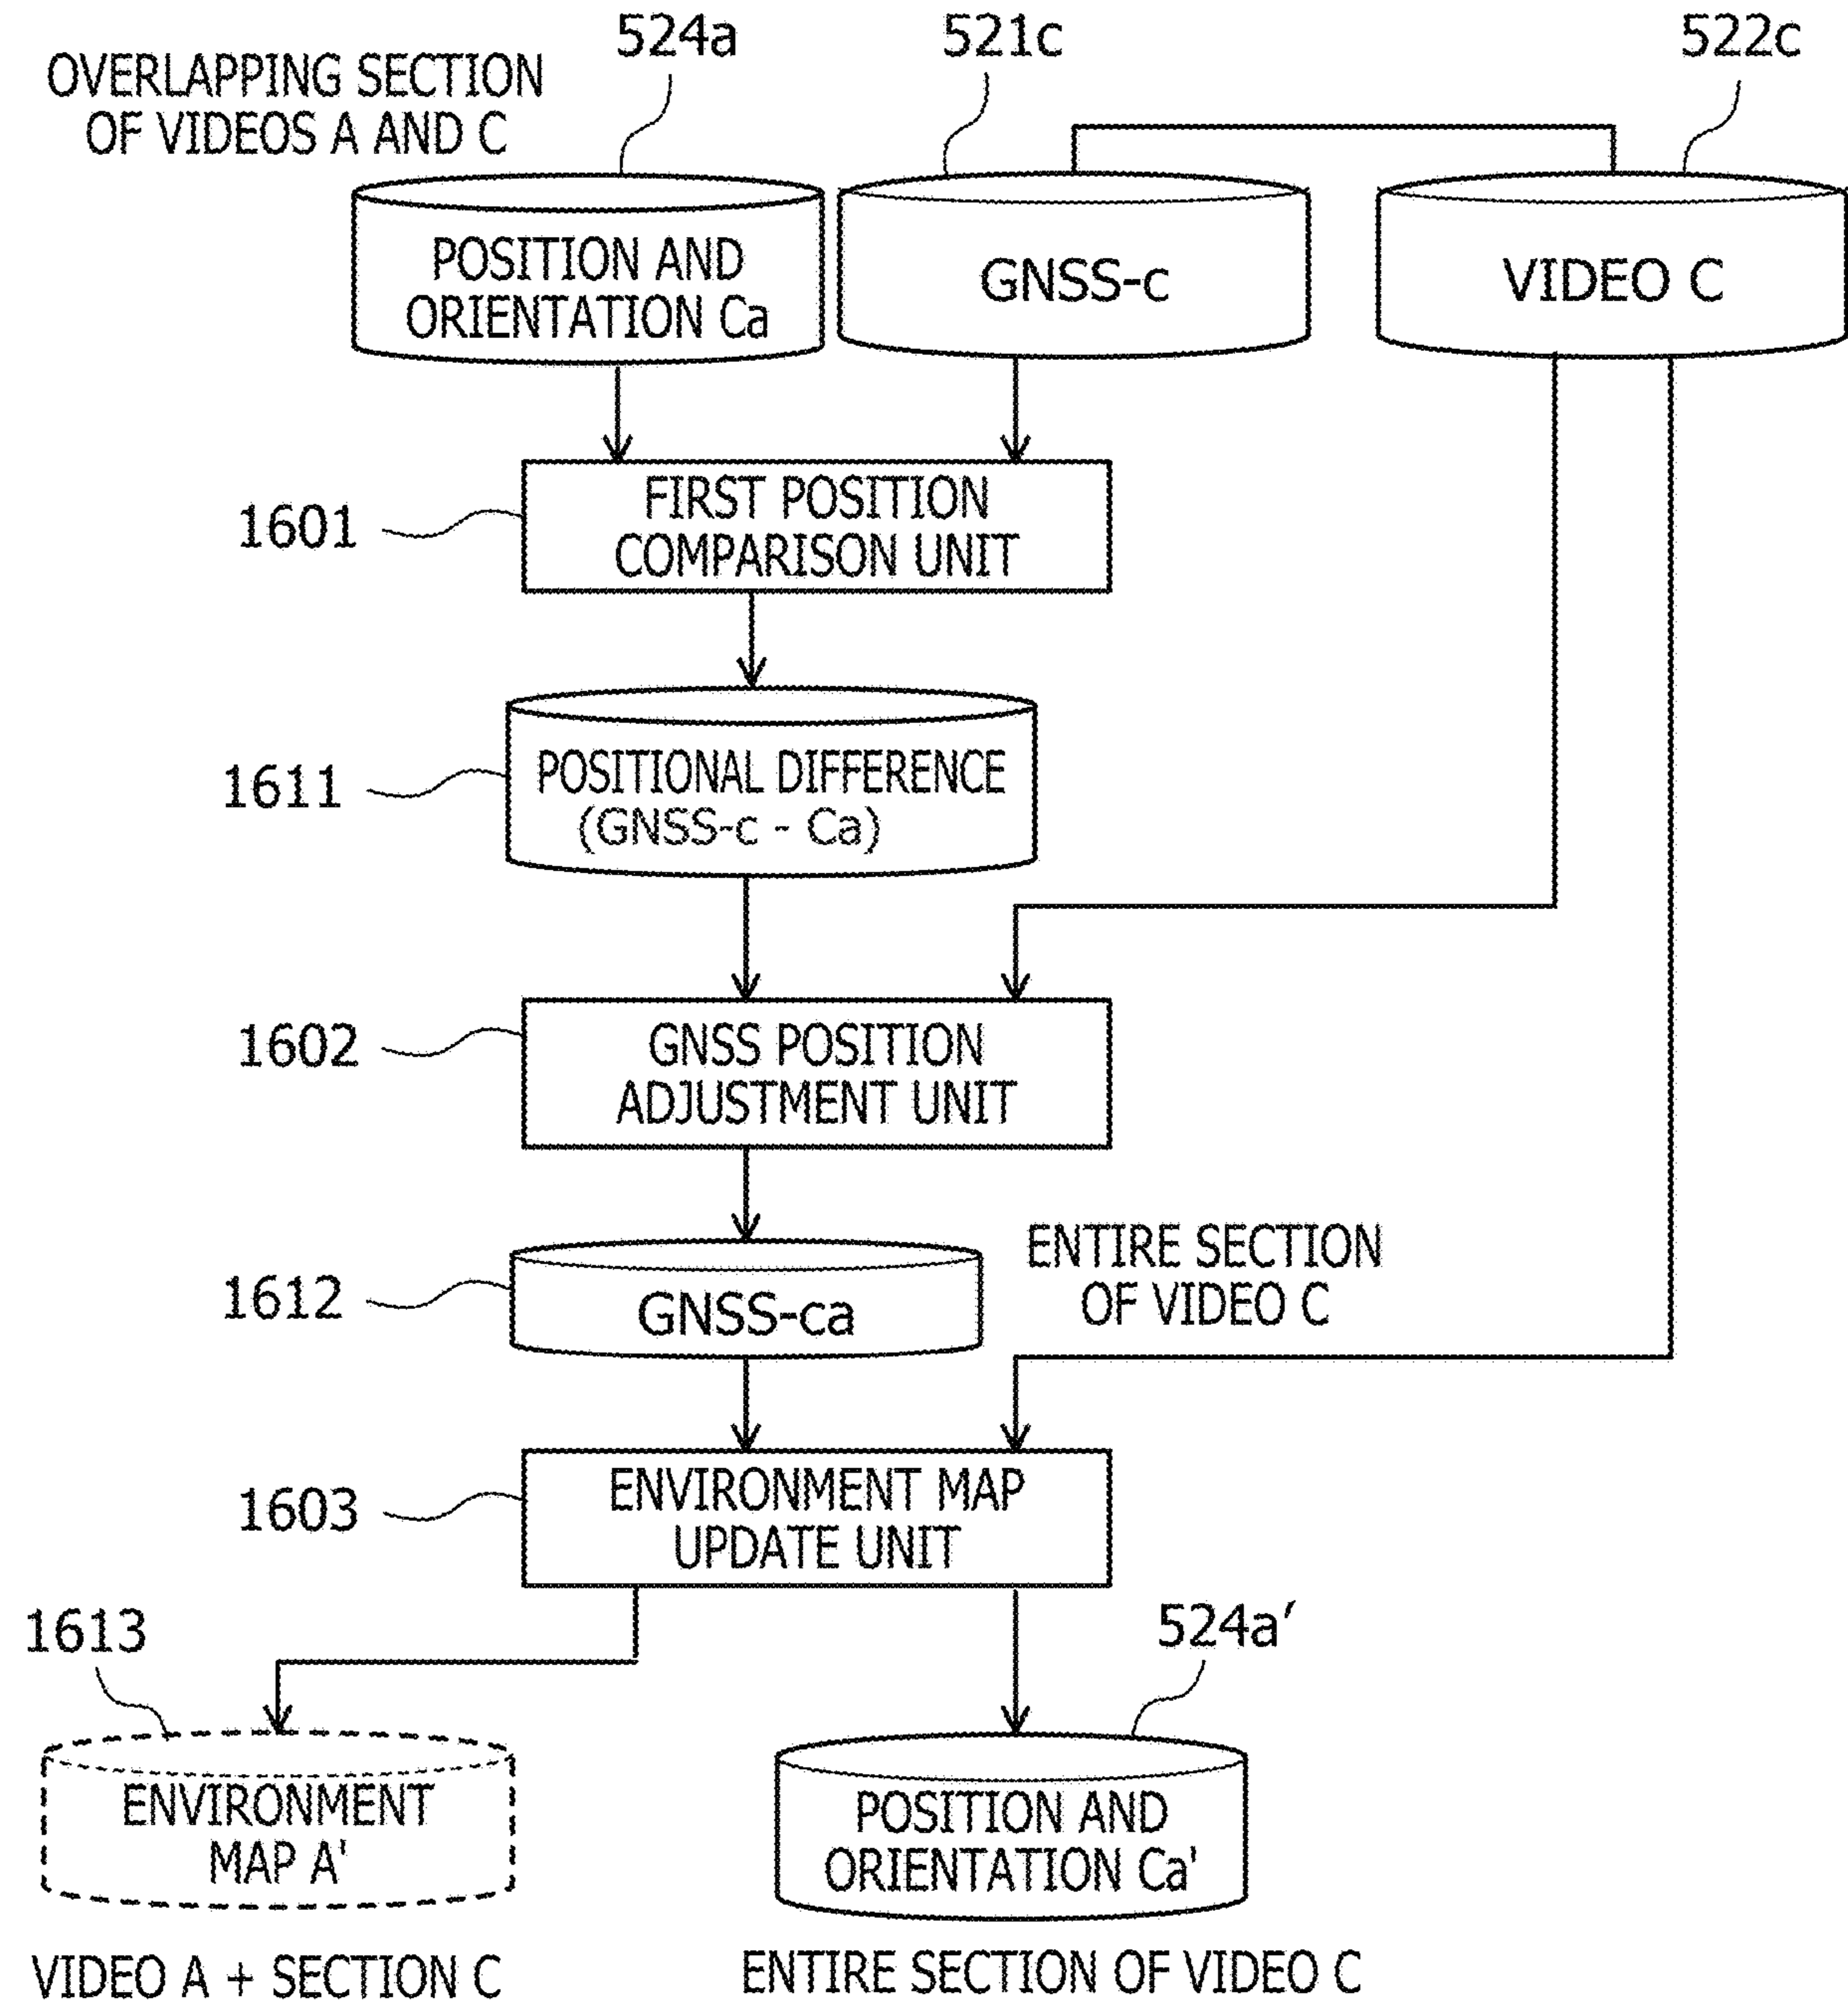 524a
521c
522c
OVERLAPPING SECTION
OF VIDEOS A AND C
POSITION AND
ORIENTATION Ca
GNSS-c
VIDEO C
1601
FIRST POSITION
COMPARISON UNIT
1611
POSITIONAL DIFFERENCE
(GNSS-c - Ca)
1602
GNSS POSITION
ADJUSTMENT UNIT
1612
GNSS-ca
ENTIRE SECTION
OF VIDEO C
1603
ENVIRONMENT MAP
UPDATE UNIT
1613
524a′
ENVIRONMENT
MAP A'
POSITION AND
ORIENTATION Ca'
VIDEO A + SECTION C
ENTIRE SECTION OF VIDEO C